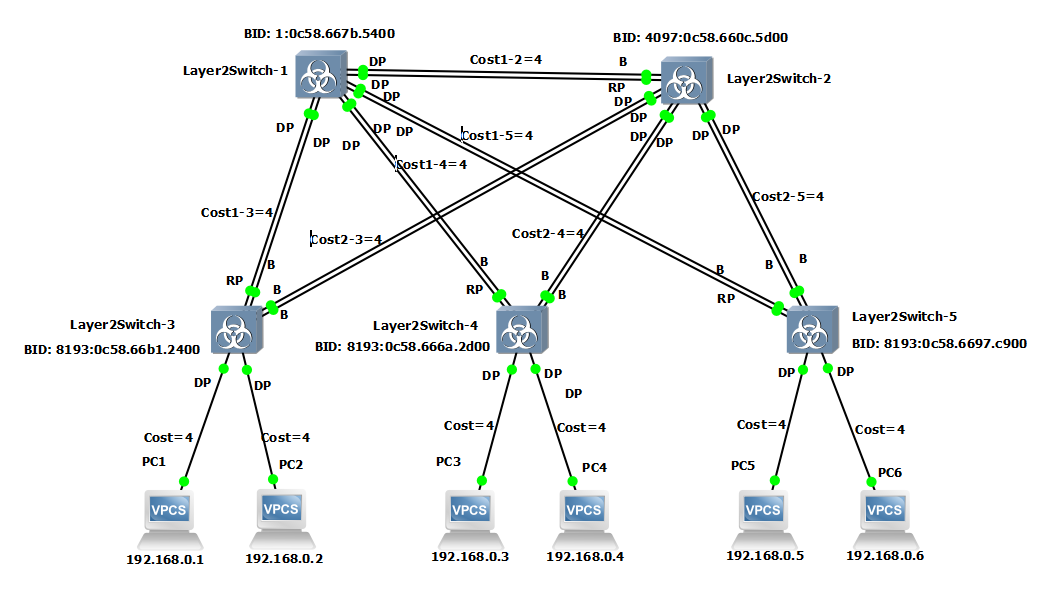 BID: 1:0c58.667b.5400
BID: 4097:0c58.660c.5d00
Layer2Switch-1
DP
Cost1-2=4
B
Layer2Switch-2
DP
RP
DP
DP
DP
DP
DP
DP
DP
DP
DP
DP
DP
DP
Cost1-5=4
Cost1-4=4
Cost2-5=4
Cost1-3=4
Cost2-3=4
Cost2-4=4
B
B
B
B
B
RP
B
RP
B
B
RP
B
Layer2Switch-3
Layer2Switch-4
Layer2Switch-5
BID: 8193:0c58.66b1.2400
BID: 8193:0c58.666a.2d00
BID: 8193:0c58.6697.c900
DP
DP
DP
DP
DP
DP
DP
Cost=4
Cost=4
Cost=4
Cost=4
Cost=4
Cost=4
PC1
PC2
PC3
PC4
PC5
PC6
VPCS
VPCS
VPCS
VPCS
VPCS
VPCS
192.168.0.1
192.168.0.2
192.168.0.3
192.168.0.4
192.168.0.5
192.168.0.6